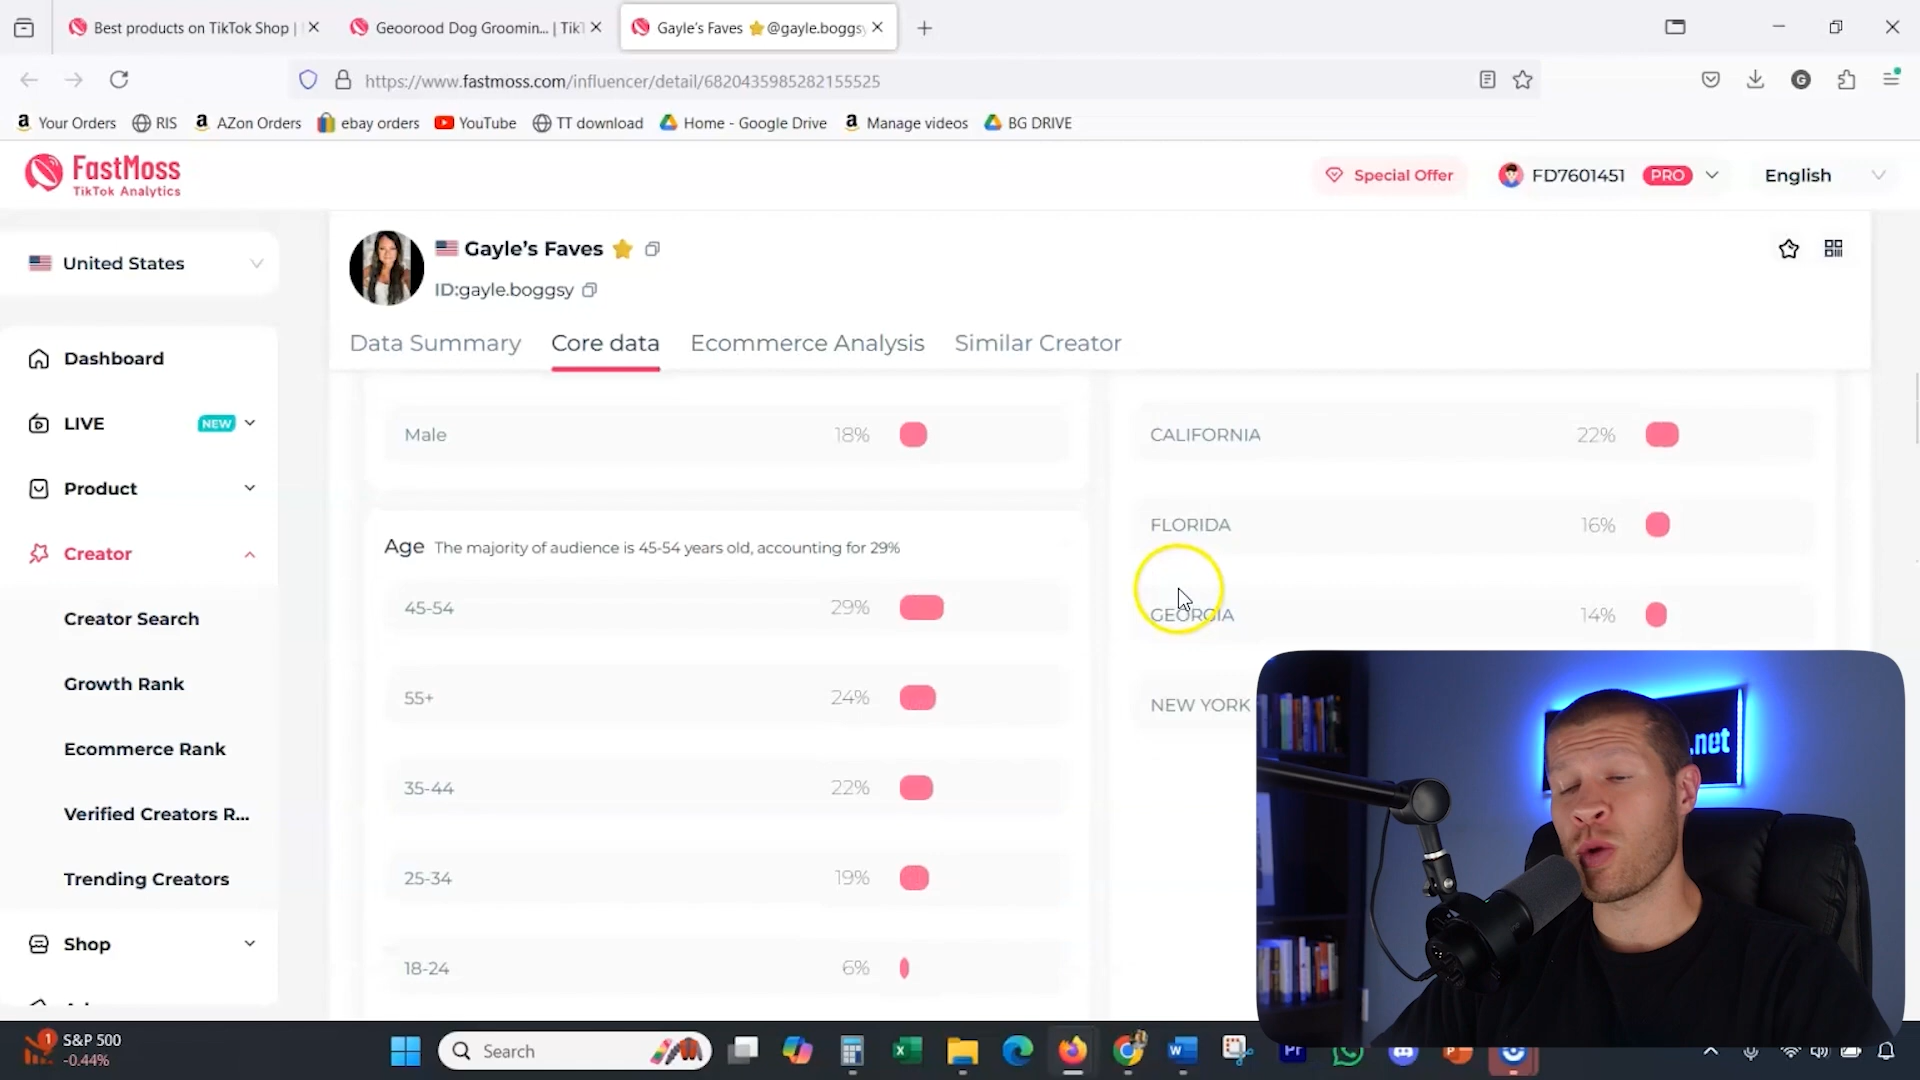 Best products on TikTok Shop |
Geoorood Dog Groomin... | TikT
Gayle's Faves ⭐@gayle.boggsy
https://www.fastmoss.com/influencer/detail/6820435985282155525
G
Your Orders
RIS
AZon Orders
ebay orders
YouTube
TT download
Home - Google Drive
Manage videos
BG DRIVE
FastMoss
TikTok Analytics
Special Offer
FD7601451
PRO
English
United States
Gayle's Faves ⭐
ID:gayle.boggsy
Data Summary
Core data
Ecommerce Analysis
Similar Creator
Dashboard
LIVE
NEW
Product
Creator
Creator Search
Growth Rank
Ecommerce Rank
Verified Creators R...
Trending Creators
Shop
Male 18%
Age The majority of audience is 45-54 years old, accounting for 29%
45-54 29%
55+ 24%
35-44 22%
25-34 19%
18-24 6%
CALIFORNIA 22%
FLORIDA 16%
GEORGIA 14%
NEW YORK
.net
1
S&P 500
-0.44%
Search
Pr